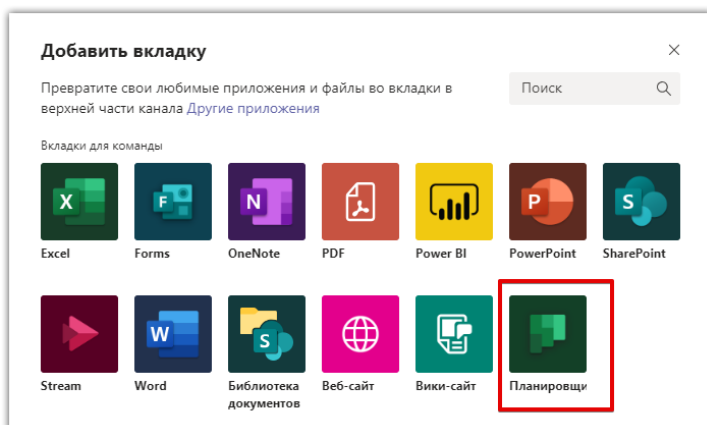 Добавить вкладку
Превратите свои любимые приложения и файлы во вкладки в
верхней части канала Другие приложения
Поиск
Вкладки для команды
X
F
N
P
S
Excel
Forms
OneNote
PDF
Power BI
PowerPoint
SharePoint
W
S
Stream
Word
Библиотека
документов
Веб-сайт
Вики-сайт
Планировщи